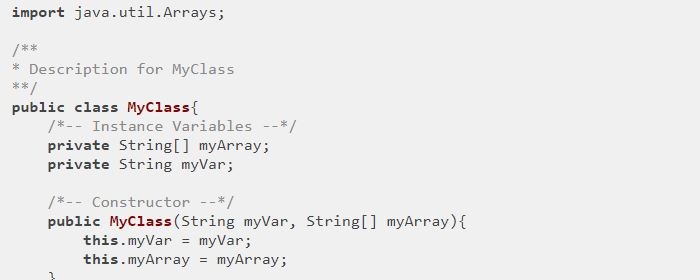 import java.util.Arrays;
/**
* Description for MyClass
**/
public class MyClass{
/*-- Instance Variables --*/
private String[] myArray;
private String myVar;
/*-- Constructor --*/
public MyClass(String myVar, String[] myArray){
this.myVar = myVar;
this.myArray = myArray;
}